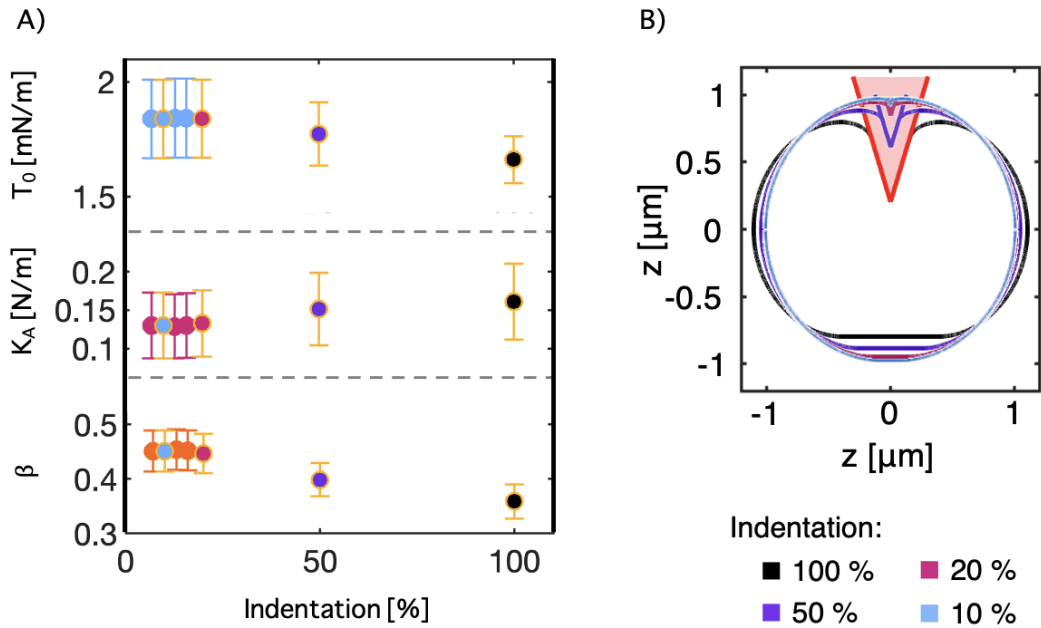 A)
B)
T0 [mN/m]
2
1.5
KA [N/m]
0.2
0.15
0.1
β
0.5
0.4
0.3
0
50
100
Indentation [%]
z [µm]
1
0.5
0
-0.5
-1
-1
0
1
z [µm]
Indentation:
100 %
20 %
50 %
10 %